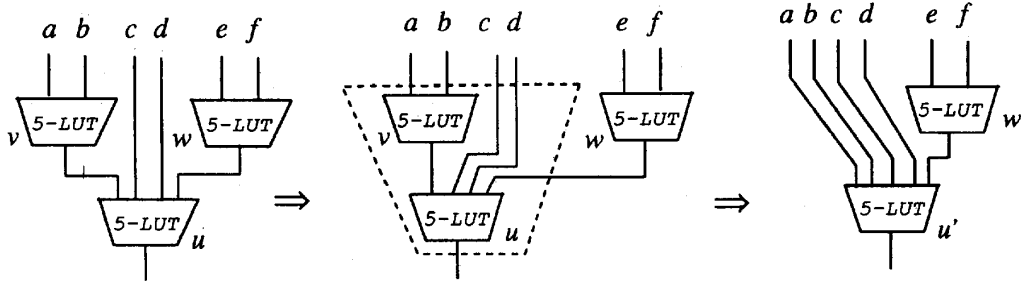 a b c d e f
5-LUT 5-LUT
v w
5-LUT
u
⇒
a b c d e f
5-LUT 5-LUT
v w
5-LUT
u
⇒
a b c d e f
5-LUT
w
5-LUT
u'